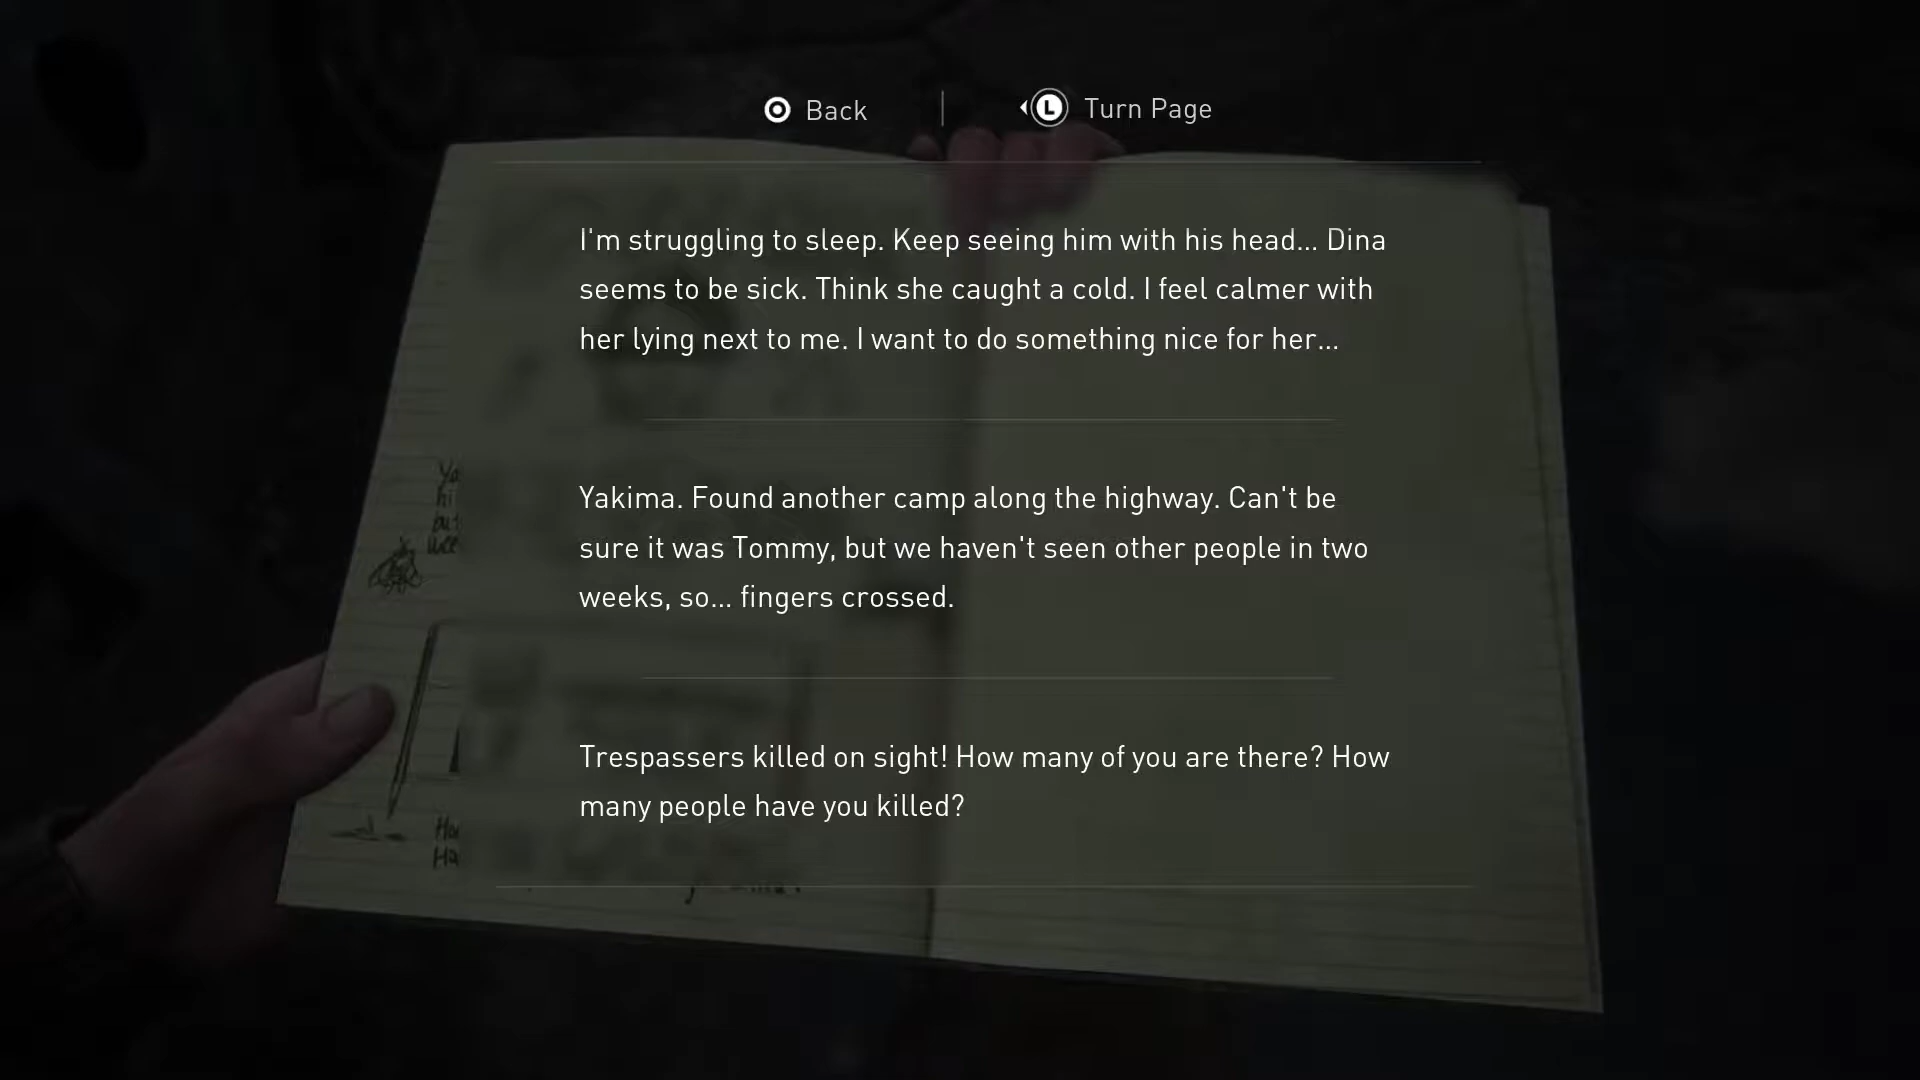 Back
L Turn Page
I'm struggling to sleep. Keep seeing him with his head... Dina
seems to be sick. Think she caught a cold. I feel calmer with
her lying next to me. I want to do something nice for her...
Yakima. Found another camp along the highway. Can't be
sure it was Tommy, but we haven't seen other people in two
weeks, so... fingers crossed.
Trespassers killed on sight! How many of you are there? How
many people have you killed?